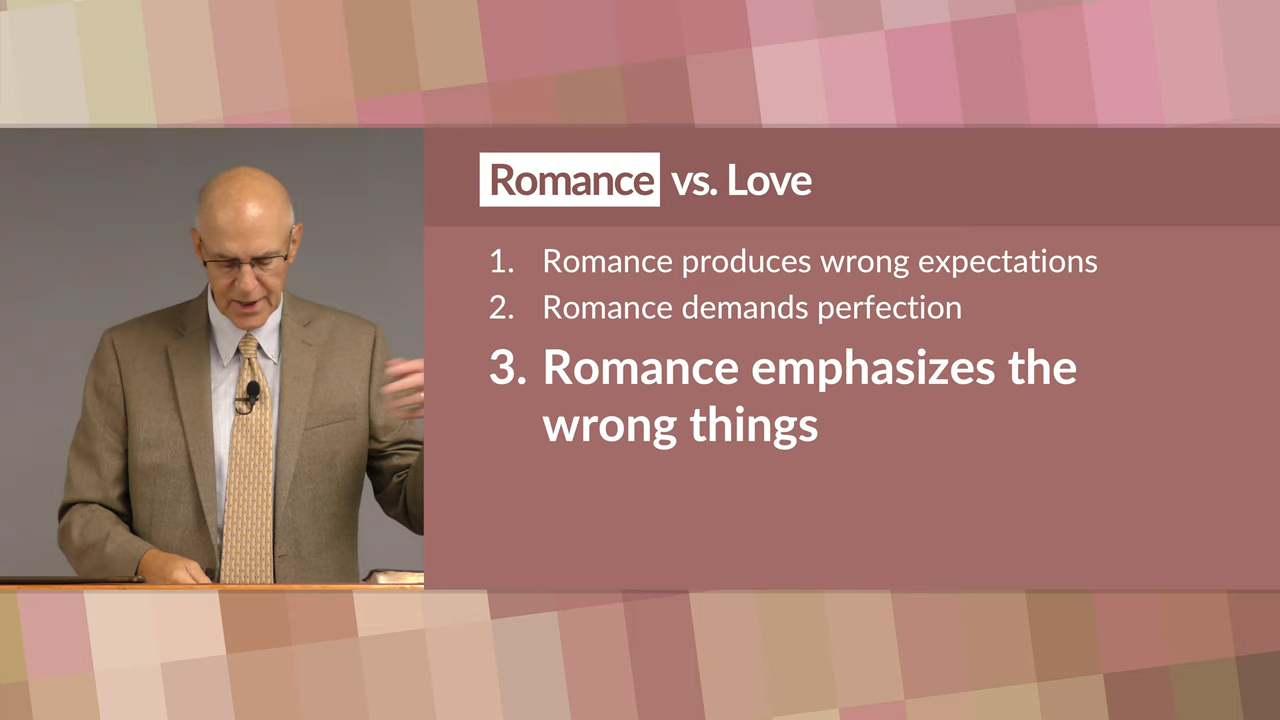 Romance vs. Love
1. Romance produces wrong expectations
2. Romance demands perfection
3. Romance emphasizes the
wrong things